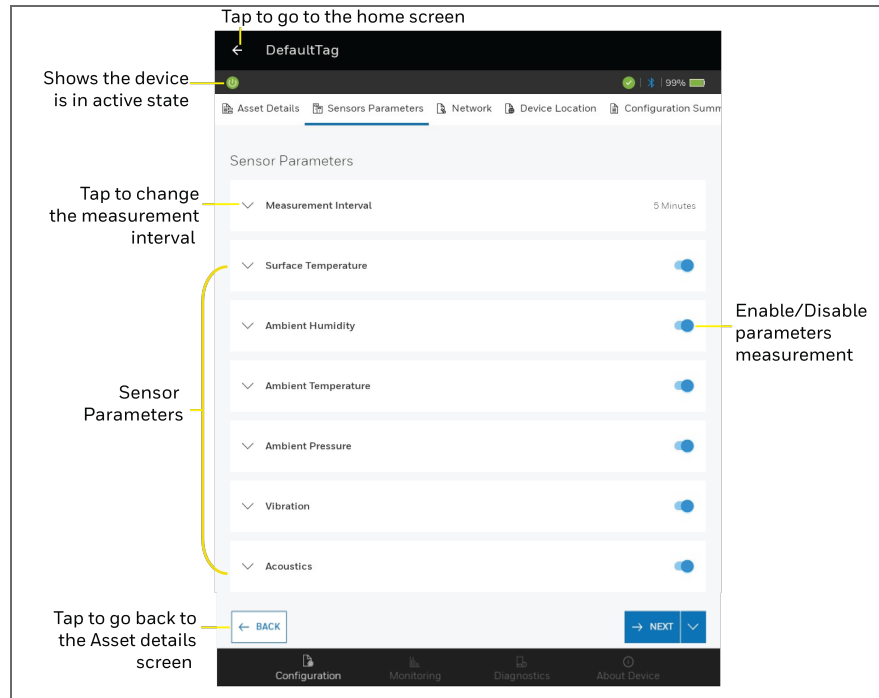 Tap to go to the home screen
DefaultTag
Shows the device
is in active state
99%
Asset Details
Sensors Parameters
Network
Device Location
Configuration Summ
Sensor Parameters
Tap to change
the measurement
interval
Measurement Interval
5 Minutes
Surface Temperature
Ambient Humidity
Enable/Disable
parameters
measurement
Ambient Temperature
Sensor
Parameters
Ambient Pressure
Vibration
Acoustics
Tap to go back to
the Asset details
screen
BACK
NEXT
Configuration
Monitoring
Diagnostics
About Device